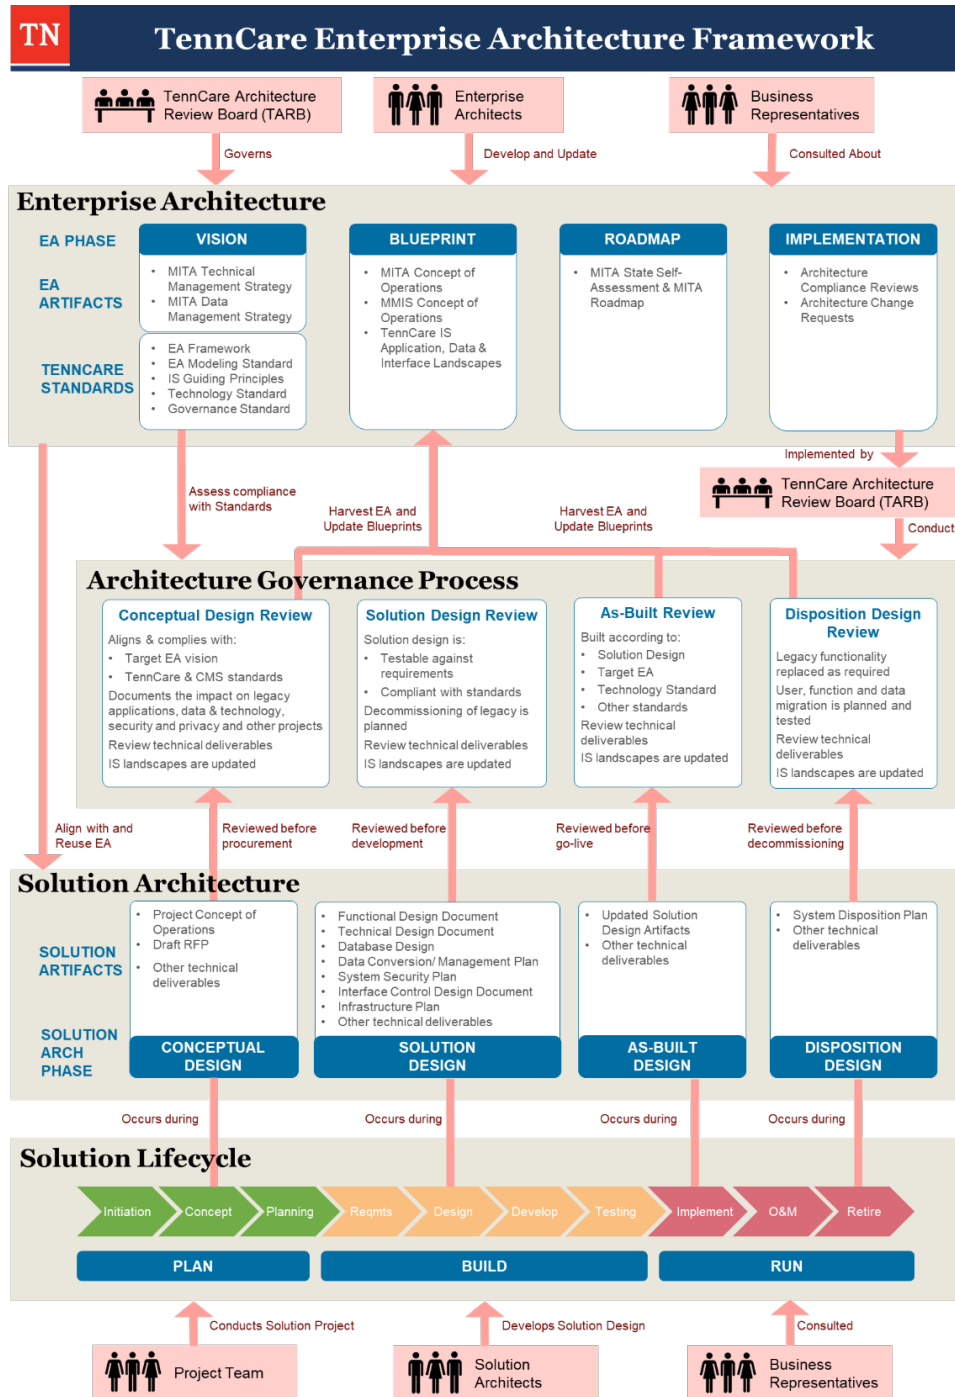 TN
TennCare Enterprise Architecture Framework
TennCare Architecture
Review Board (TARB)
Enterprise
Architects
Business
Representatives
Governs
Develop and Update
Consulted About
Enterprise Architecture
EA PHASE
VISION
BLUEPRINT
ROADMAP
IMPLEMENTATION
EA
ARTIFACTS
• MITA Technical
Management Strategy
• MITA Data
Management Strategy
• MITA Concept of
Operations
• MMIS Concept of
Operations
• TennCare IS
Application, Data &
Interface Landscapes
• MITA State Self-
Assessment & MITA
Roadmap
• Architecture
Compliance Reviews
• Architecture Change
Requests
TENNCARE
STANDARDS
• EA Framework
• EA Modeling Standard
• IS Guiding Principles
• Technology Standard
• Governance Standard
Implemented by
TennCare Architecture
Review Board (TARB)
Conduct
Assess compliance
with Standards
Harvest EA and
Update Blueprints
Harvest EA and
Update Blueprints
Architecture Governance Process
Conceptual Design Review
Aligns & complies with:
• Target EA vision
• TennCare & CMS standards
Documents the impact on legacy
applications, data & technology,
security and privacy and other projects
Review technical deliverables
IS landscapes are updated
Solution Design Review
Solution design is:
• Testable against
requirements
• Compliant with standards
Decommissioning of legacy is
planned
Review technical deliverables
IS landscapes are updated
As-Built Review
Built according to:
• Solution Design
• Target EA
• Technology Standard
• Other standards
Review technical
deliverables
IS landscapes are updated
Disposition Design
Review
Legacy functionality
replaced as required
User, function and data
migration is planned and
tested
Review technical
deliverables
IS landscapes are updated
Align with and
Reuse EA
Reviewed before
procurement
Reviewed before
development
Reviewed before
go-live
Reviewed before
decommissioning
Solution Architecture
SOLUTION
ARTIFACTS
• Project Concept of
Operations
• Draft RFP
• Other technical
deliverables
• Functional Design Document
• Technical Design Document
• Database Design
• Data Conversion/ Management Plan
• System Security Plan
• Interface Control Design Document
• Infrastructure Plan
• Other technical deliverables
• Updated Solution
Design Artifacts
• Other technical
deliverables
• System Disposition Plan
• Other technical
deliverables
SOLUTION
ARCH
PHASE
CONCEPTUAL
DESIGN
SOLUTION
DESIGN
AS-BUILT
DESIGN
DISPOSITION
DESIGN
Occurs during
Occurs during
Occurs during
Occurs during
Solution Lifecycle
Initiation
Concept
Planning
Reqmts
Design
Develop
Testing
Implement
O&M
Retire
PLAN
BUILD
RUN
Conducts Solution Project
Develops Solution Design
Consulted
Project Team
Solution
Architects
Business
Representatives